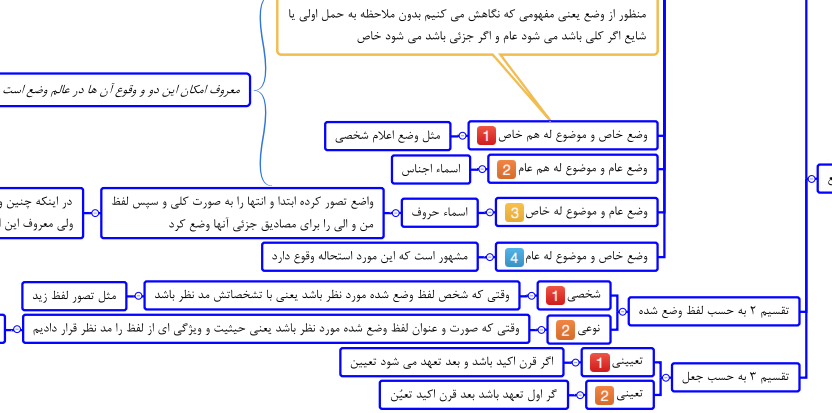 منظور از وضع یعنی مفهومی که نگاهش می کنیم بدون ملاحظه به حمل اولی یا
شایع اگر کلی باشد می شود عام و اگر جزئی باشد می شود خاص
معروف امکان این دو و وقوع آن ها در عالم وضع است
وضع خاص و موضوع له هم خاص 1 مثل وضع اعلام شخصی
وضع عام و موضوع له هم عام 2 اسماء اجناس
وضع عام و موضوع له خاص 3 اسماء حروف
واضع تصور کرده ابتدا و انتها را به صورت کلی و سپس لفظ
من و الی را برای مصادیق جزئی آنها وضع کرد
در اینکه چنین و
ولی معروف این ا
وضع خاص و موضوع له عام 4 مشهور است که این مورد استحاله وقوع دارد
تقسیم ۲ به حسب لفظ وضع شده
شخصی 1 وقتی که شخص لفظ وضع شده مورد نظر باشد یعنی با تشخصاتش مد نظر باشد مثل تصور لفظ زید
نوعی 2 وقتی که صورت و عنوان لفظ وضع شده مورد نظر باشد یعنی حیثیت و ویژگی ای از لفظ را مد نظر قرار دادیم
تقسیم ۳ به حسب جعل
تعیینی 1 اگر قرن اکید باشد و بعد تعهد می شود تعیین
تعینی 2 گر اول تعهد باشد بعد قرن اکید تعیّن